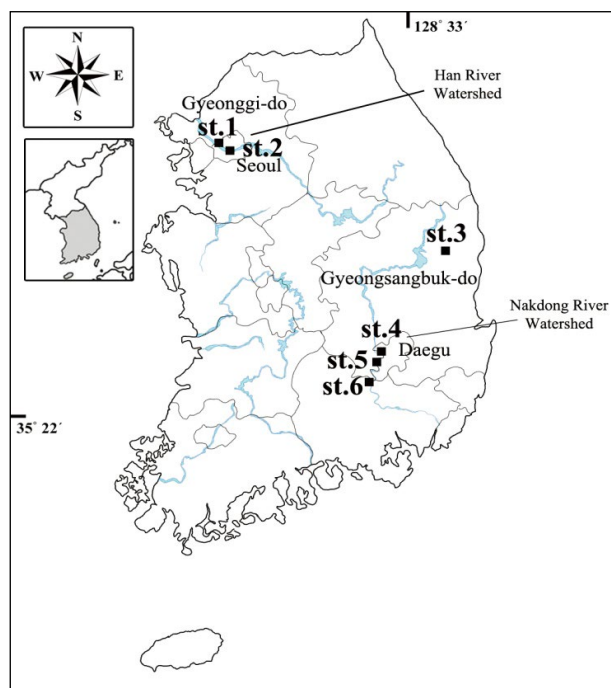 128° 33′
N
W E
S
Han River
Watershed
Gyeonggi-do
st.1
st.2
Seoul
st.3
Gyeongsangbuk-do
Nakdong River
Watershed
st.4
Daegu
st.5
st.6
35° 22′